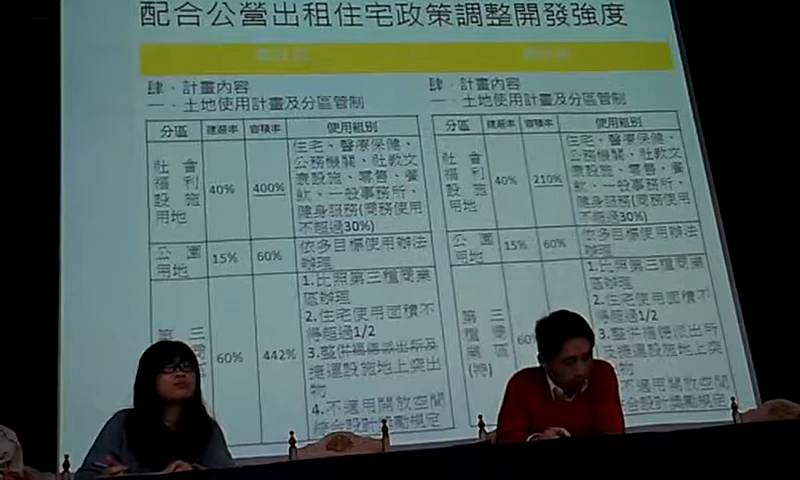 配合公營出租住宅政策調整開發強度
肆、計畫內容
一、土地使用計畫及分區管制
分區 建蔽率 容積率 使用組別
社會福利設施用地 40% 400%
住宅、醫療保健、
公務機關、社教文
康設施、零售、餐
飲、一般事務所、
健身服務(商務使用
不超過30%)
公園用地 15% 60%
依多目標使用辦法
辦理
第三 60% 442%
1.比照第三種商業
區辦理
2.住宅使用面積不
得超過1/2
3.整供福德派出所及
捷運設施地上突出
物
4.不適用開放空間
綜合設計獎勵規定
肆、計畫內容
一、土地使用計畫及分區管制
分區 建蔽率 容積率 使用組別
社會福利設施用地 40% 210%
住宅、醫療保健、
公務機關、社教文
康設施、零售、餐
飲、一般事務所、
健身服務(商務使用
不超過30%)
公園用地 15% 60%
依多目標使用辦法
辦理
第三種商業區(特) 60%
1.比照第三種商業
區辦理
2.住宅使用面積不
得超過1/2
3.整供福德派出所
捷運設施地上突
不適用開放空間
綜合設計獎勵規定